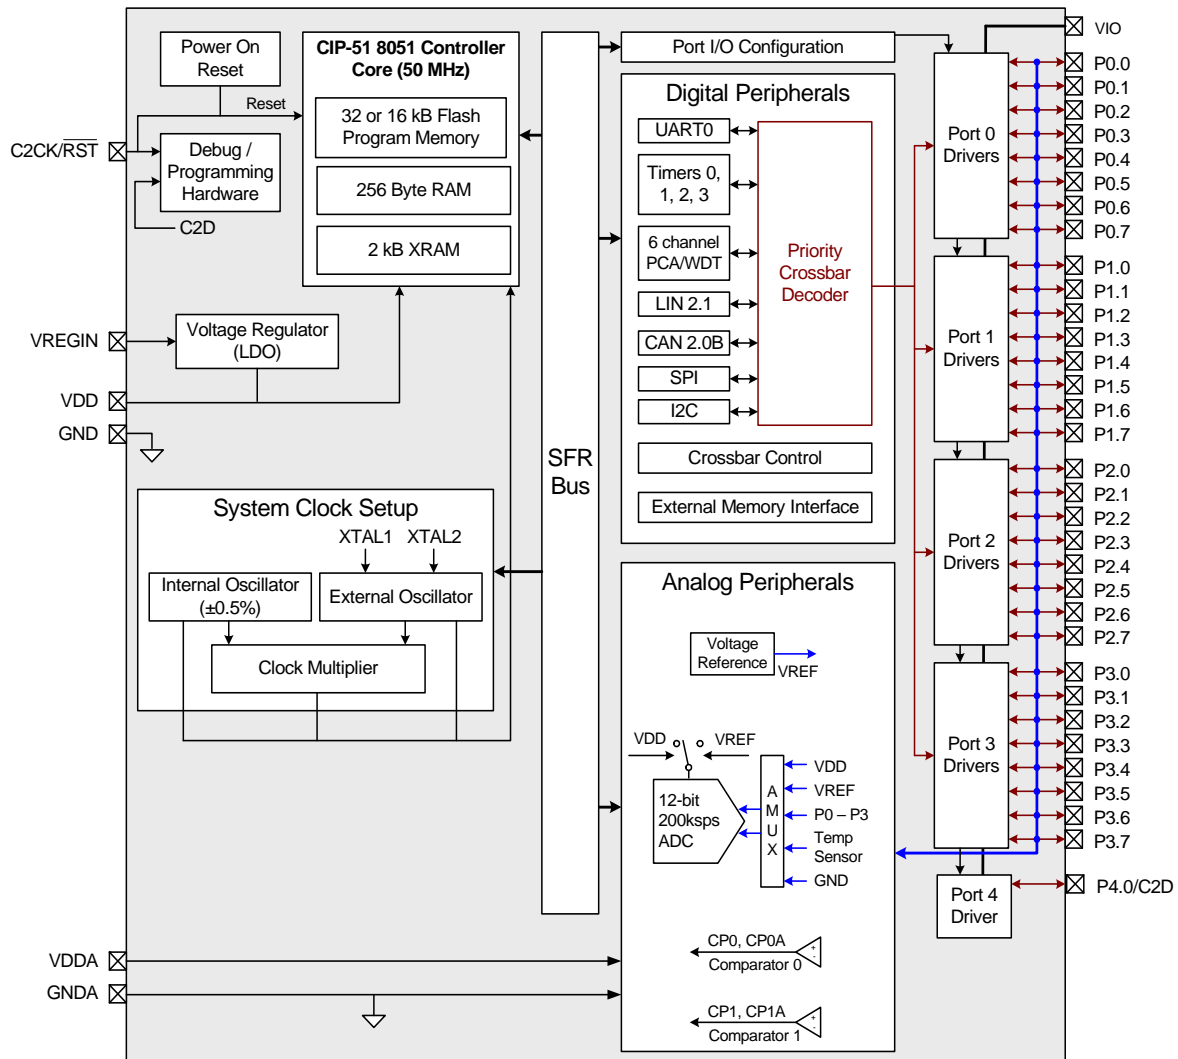 Power On
Reset
CIP-51 8051 Controller
Core (50 MHz)
32 or 16 kB Flash
Program Memory
256 Byte RAM
2 kB XRAM
Reset
C2CK/RST
Debug /
Programming
Hardware
C2D
VREGIN
Voltage Regulator
(LDO)
VDD
GND
System Clock Setup
XTAL1
XTAL2
Internal Oscillator
(±0.5%)
External Oscillator
Clock Multiplier
VDDA
GNDA
SFR
Bus
Port I/O Configuration
Digital Peripherals
UART0
Timers 0,
1, 2, 3
6 channel
PCA/WDT
LIN 2.1
CAN 2.0B
SPI
I2C
Priority
Crossbar
Decoder
Crossbar Control
External Memory Interface
Analog Peripherals
Voltage
Reference
VREF
VDD
VREF
12-bit
200ksps
ADC
A
M
U
X
VDD
VREF
P0 – P3
Temp
Sensor
GND
CP0, CP0A
+
-
Comparator 0
CP1, CP1A
+
-
Comparator 1
Port 0
Drivers
Port 1
Drivers
Port 2
Drivers
Port 3
Drivers
Port 4
Driver
VIO
P0.0
P0.1
P0.2
P0.3
P0.4
P0.5
P0.6
P0.7
P1.0
P1.1
P1.2
P1.3
P1.4
P1.5
P1.6
P1.7
P2.0
P2.1
P2.2
P2.3
P2.4
P2.5
P2.6
P2.7
P3.0
P3.1
P3.2
P3.3
P3.4
P3.5
P3.6
P3.7
P4.0/C2D